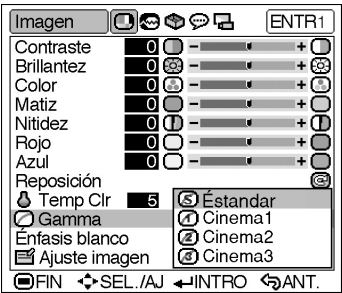 Imagen ENTR1
Contraste 0 - +
Brillantez 0 - +
Color 0 - +
Matiz 0 - +
Nitidez 0 - +
Rojo 0 - +
Azul 0 - +
Reposición
Temp Clr 5
Gamma
Énfasis blanco
Ajuste imagen
Éstandar
Cinema1
Cinema2
Cinema3
FIN SEL./AJ INTRO ANT.